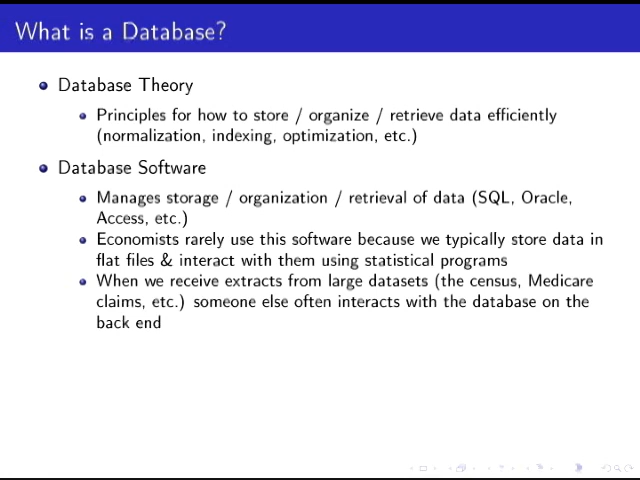 What is a Database?
Database Theory
Principles for how to store / organize / retrieve data efficiently
(normalization, indexing, optimization, etc.)
Database Software
Manages storage / organization / retrieval of data (SQL, Oracle,
Access, etc.)
Economists rarely use this software because we typically store data in
flat files & interact with them using statistical programs
When we receive extracts from large datasets (the census, Medicare
claims, etc.) someone else often interacts with the database on the
back end